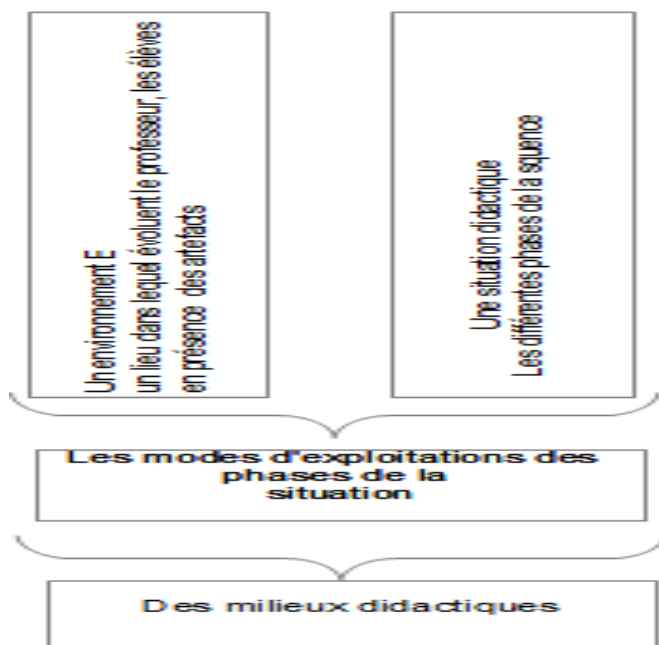 Un environnement E
un lieu dans lequel évoluent le professeur, les élèves
en présence des artefacts
Une situation didactique
Les différentes phases de la squence
Les modes d'exploitations des
phases de la
situation
Des milieux didactiques